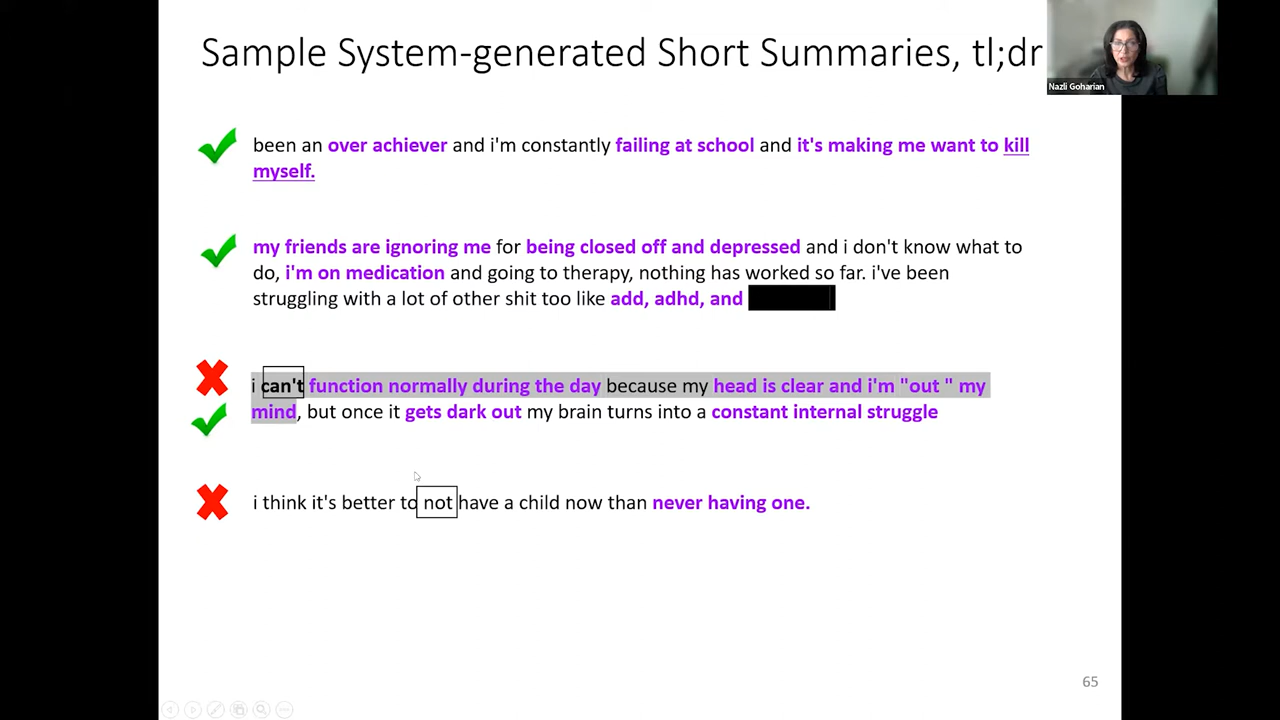 Sample System-generated Short Summaries, tl;dr
Nazli Goharian
been an over achiever and i'm constantly failing at school and it's making me want to kill
myself.
my friends are ignoring me for being closed off and depressed and i don't know what to
do, i'm on medication and going to therapy, nothing has worked so far. i've been
struggling with a lot of other shit too like add, adhd, and
i can't function normally during the day because my head is clear and i'm "out " my
mind, but once it gets dark out my brain turns into a constant internal struggle
i think it's better to not have a child now than never having one.
65